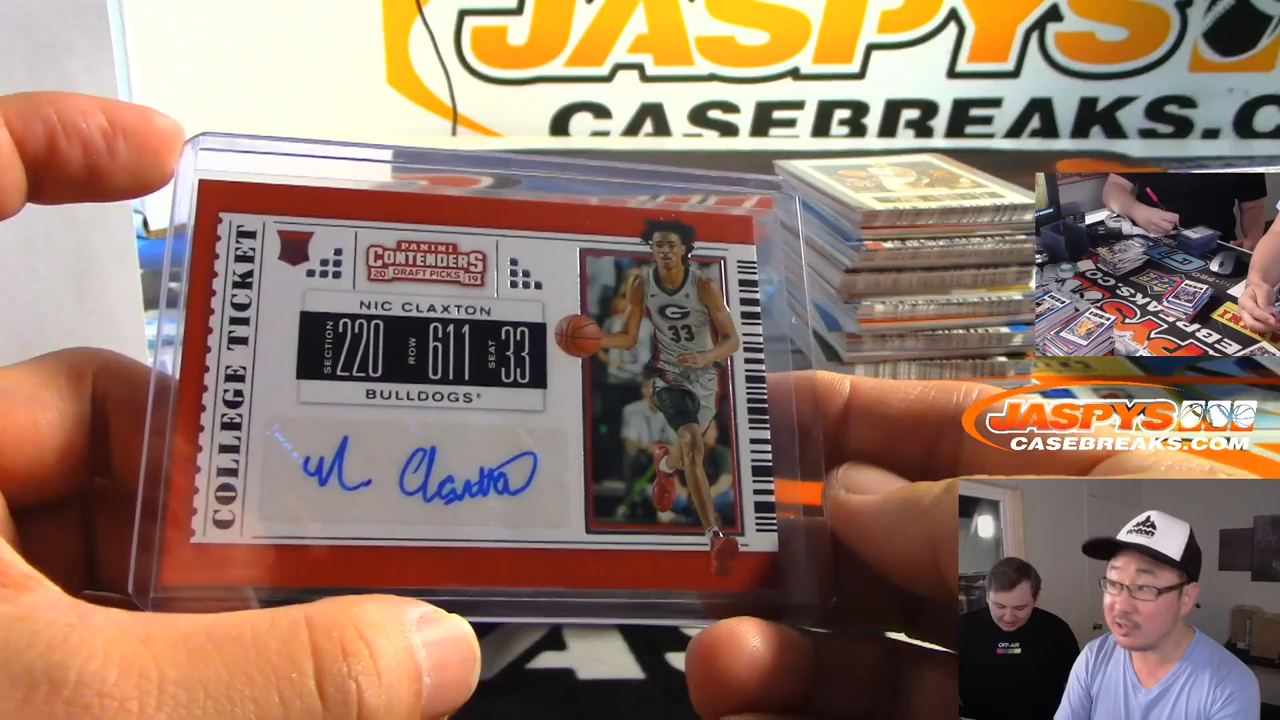 JASPYS
CASEBREAKS.C
COLLEGE TICKET
PANINI
CONTENDERS
20 DRAFT PICKS 19
NIC CLAXTON
SECTION 220 ROW 611 SEAT 33
BULLDOGS
Claxton
G
33
JASPYS
CASEBREAKS.COM
OFF-AIR